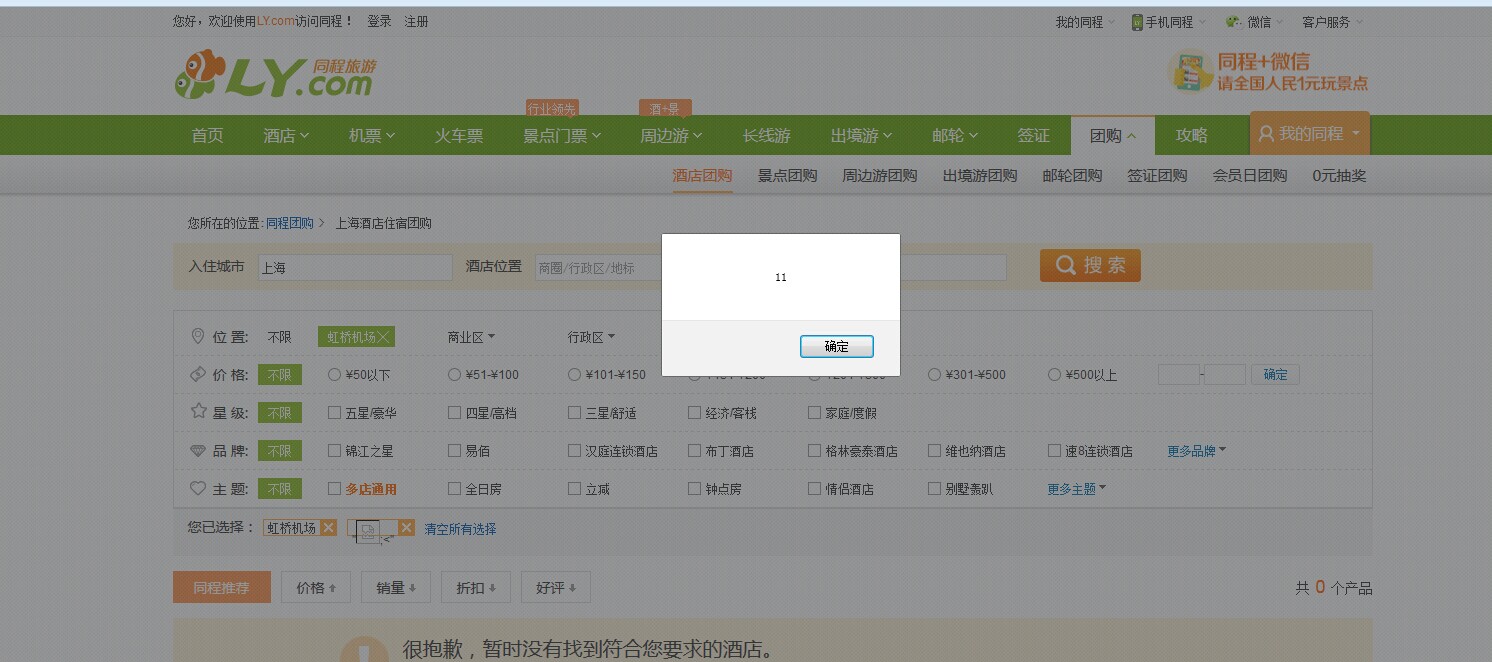 您好，欢迎使用LY.com访问同程！ 登录 注册 我的同程 手机同程 微信 客户服务
LY.com 同程旅游
同程+微信
请全国人民1元玩景点
行业领先 酒+景
首页 酒店 机票 火车票 景点门票 周边游 长线游 出境游 邮轮 签证 团购 攻略 我的同程
酒店团购 景点团购 周边游团购 出境游团购 邮轮团购 签证团购 会员日团购 0元抽奖
您所在的位置:同程团购 > 上海酒店住宿团购
入住城市 上海 酒店位置 商圈/行政区/地标 搜索
11
确定
位 置: 不限 虹桥机场 商业区 行政区
价 格: 不限 ¥50以下 ¥51-¥100 ¥101-¥150 ¥301-¥500 ¥500以上 - 确定
星 级: 不限 五星/豪华 四星/高档 三星/舒适 经济/客栈 家庭/度假
品 牌: 不限 锦江之星 易佰 汉庭连锁酒店 布丁酒店 格林豪泰酒店 维也纳酒店 速8连锁酒店 更多品牌
主 题: 不限 多店通用 全日房 立减 钟点房 情侣酒店 别墅轰趴 更多主题
您已选择： 虹桥机场 清空所有选择
同程推荐 价格 销量 折扣 好评 共 0 个产品
很抱歉，暂时没有找到符合您要求的酒店。